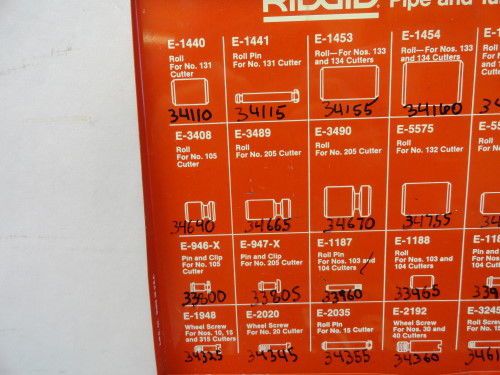 RIDGID Pipe and
E-1440
Roll
For No. 131
Cutter
34110
E-1441
Roll Pin
For No. 131 Cutter
34115
E-1453
Roll—For Nos. 133
and 134 Cutters
34155
E-1454
Roll—For Nos. 133
and 134 Cutters
34160
E-3408
Roll
For No. 105
Cutter
34690
E-3489
Roll
For No. 205 Cutter
34665
E-3490
Roll
For No. 205 Cutter
34670
E-5575
Roll
For No. 132 Cutter
34755
E-946-X
Pin and Clip
For No. 105
Cutter
33800
E-947-X
Pin and Clip
For No. 205 Cutter
33805
E-1187
Roll Pin
For Nos. 103 and
104 Cutters
33960
E-1188
Roll
For Nos. 103 and
104 Cutters
33965
E-1948
Wheel Screw
For Nos. 10, 15
and 315 Cutters
34325
E-2020
Wheel Screw
For No. 20 Cutter
34345
E-2035
Roll Pin
For No. 15 Cutter
34355
E-2192
Wheel Screw
For Nos. 30 and
40 Cutters
34360
E-3245